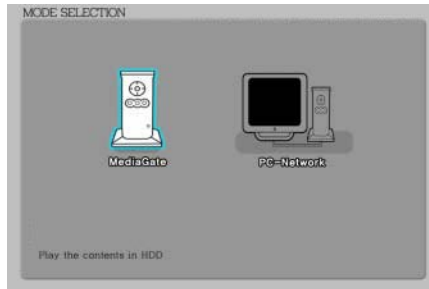 MODE SELECTION
MediaGate
PC-Network
Play the contents in HDD